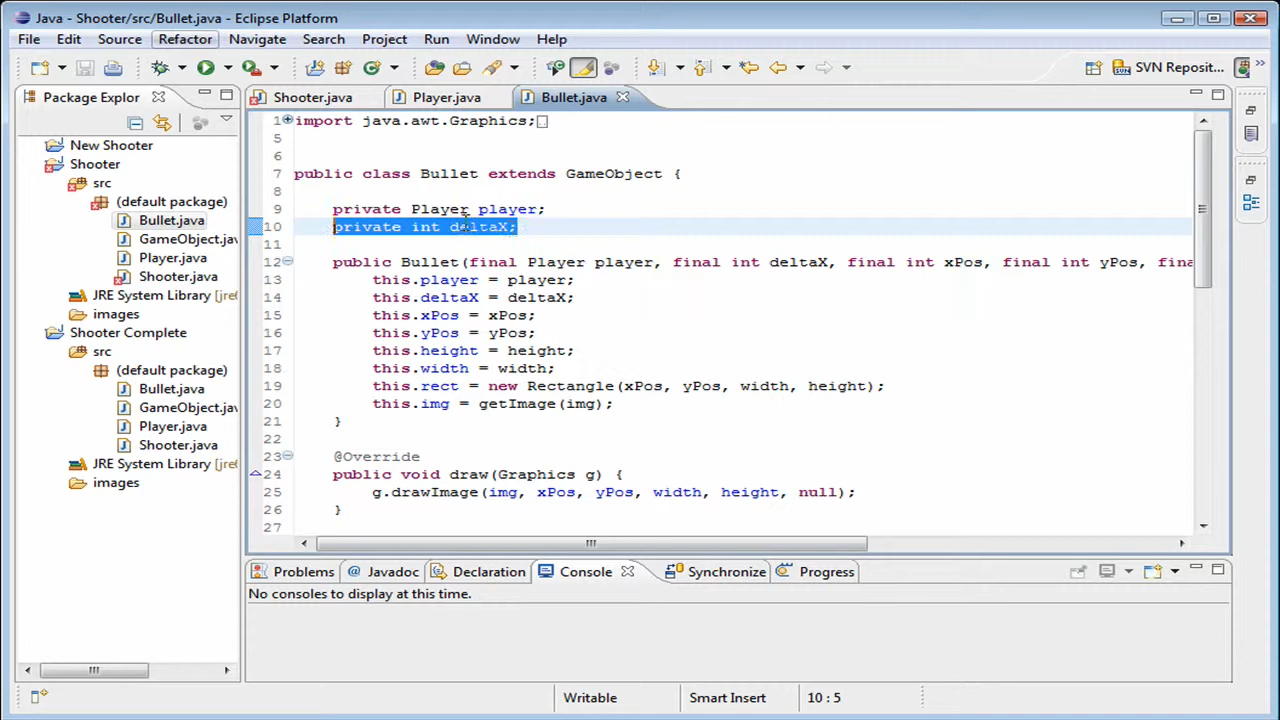 Java - Shooter/src/Bullet.java - Eclipse Platform
File Edit Source Refactor Navigate Search Project Run Window Help
SVN Reposit...
Package Explor
Shooter.java Player.java Bullet.java
New Shooter
Shooter
src
(default package)
Bullet.java
GameObject.jav
Player.java
Shooter.java
JRE System Library [jre
images
Shooter Complete
src
(default package)
Bullet.java
GameObject.jav
Player.java
Shooter.java
JRE System Library [jre
images
1 import java.awt.Graphics;
5
6
7 public class Bullet extends GameObject {
8
9 private Player player;
10 private int deltaX;
11
12 public Bullet(final Player player, final int deltaX, final int xPos, final int yPos, fina
13 this.player = player;
14 this.deltaX = deltaX;
15 this.xPos = xPos;
16 this.yPos = yPos;
17 this.height = height;
18 this.width = width;
19 this.rect = new Rectangle(xPos, yPos, width, height);
20 this.img = getImage(img);
21 }
22
23 @Override
24 public void draw(Graphics g) {
25 g.drawImage(img, xPos, yPos, width, height, null);
26 }
27
Problems @ Javadoc Declaration Console Synchronize Progress
No consoles to display at this time.
Writable Smart Insert 10 : 5